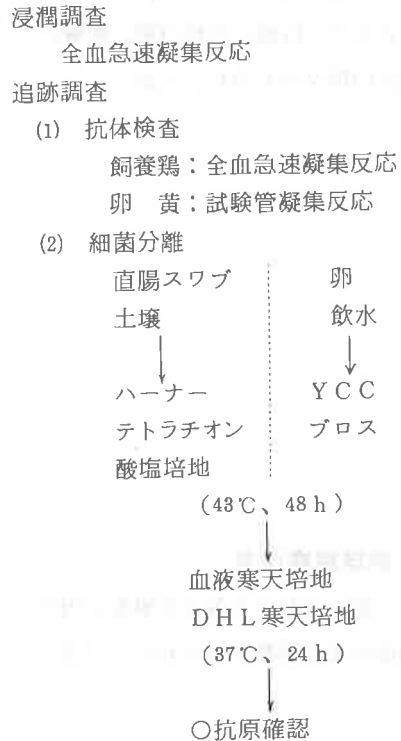 浸潤調査
全血急速凝集反応
追跡調査
(1) 抗体検査
飼養鶏：全血急速凝集反応
卵　黄：試験管凝集反応
(2) 細菌分離
直腸スワブ　卵
土壌　飲水
ハーナー　ＹＣＣ
テトラチオン　ブロス
酸塩培地
(43℃、48ｈ)
血液寒天培地
ＤＨＬ寒天培地
(37℃、24ｈ)
○抗原確認